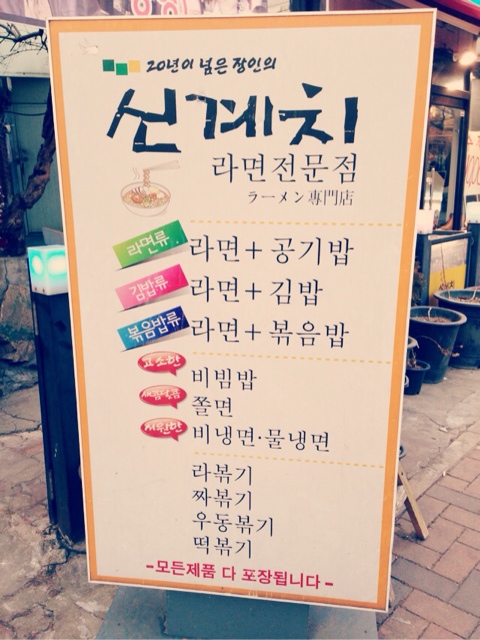 20년이 넘은 장인의
신계치
라면전문점
ラーメン専門店
라면류 라면+공기밥
김밥류 라면+김밥
볶음밥류 라면+볶음밥
고소한 비빔밥
새콤달콤 쫄면
시원한 비냉면·물냉면
라볶기
짜볶기
우동볶기
떡볶기
-모든제품 다 포장됩니다-